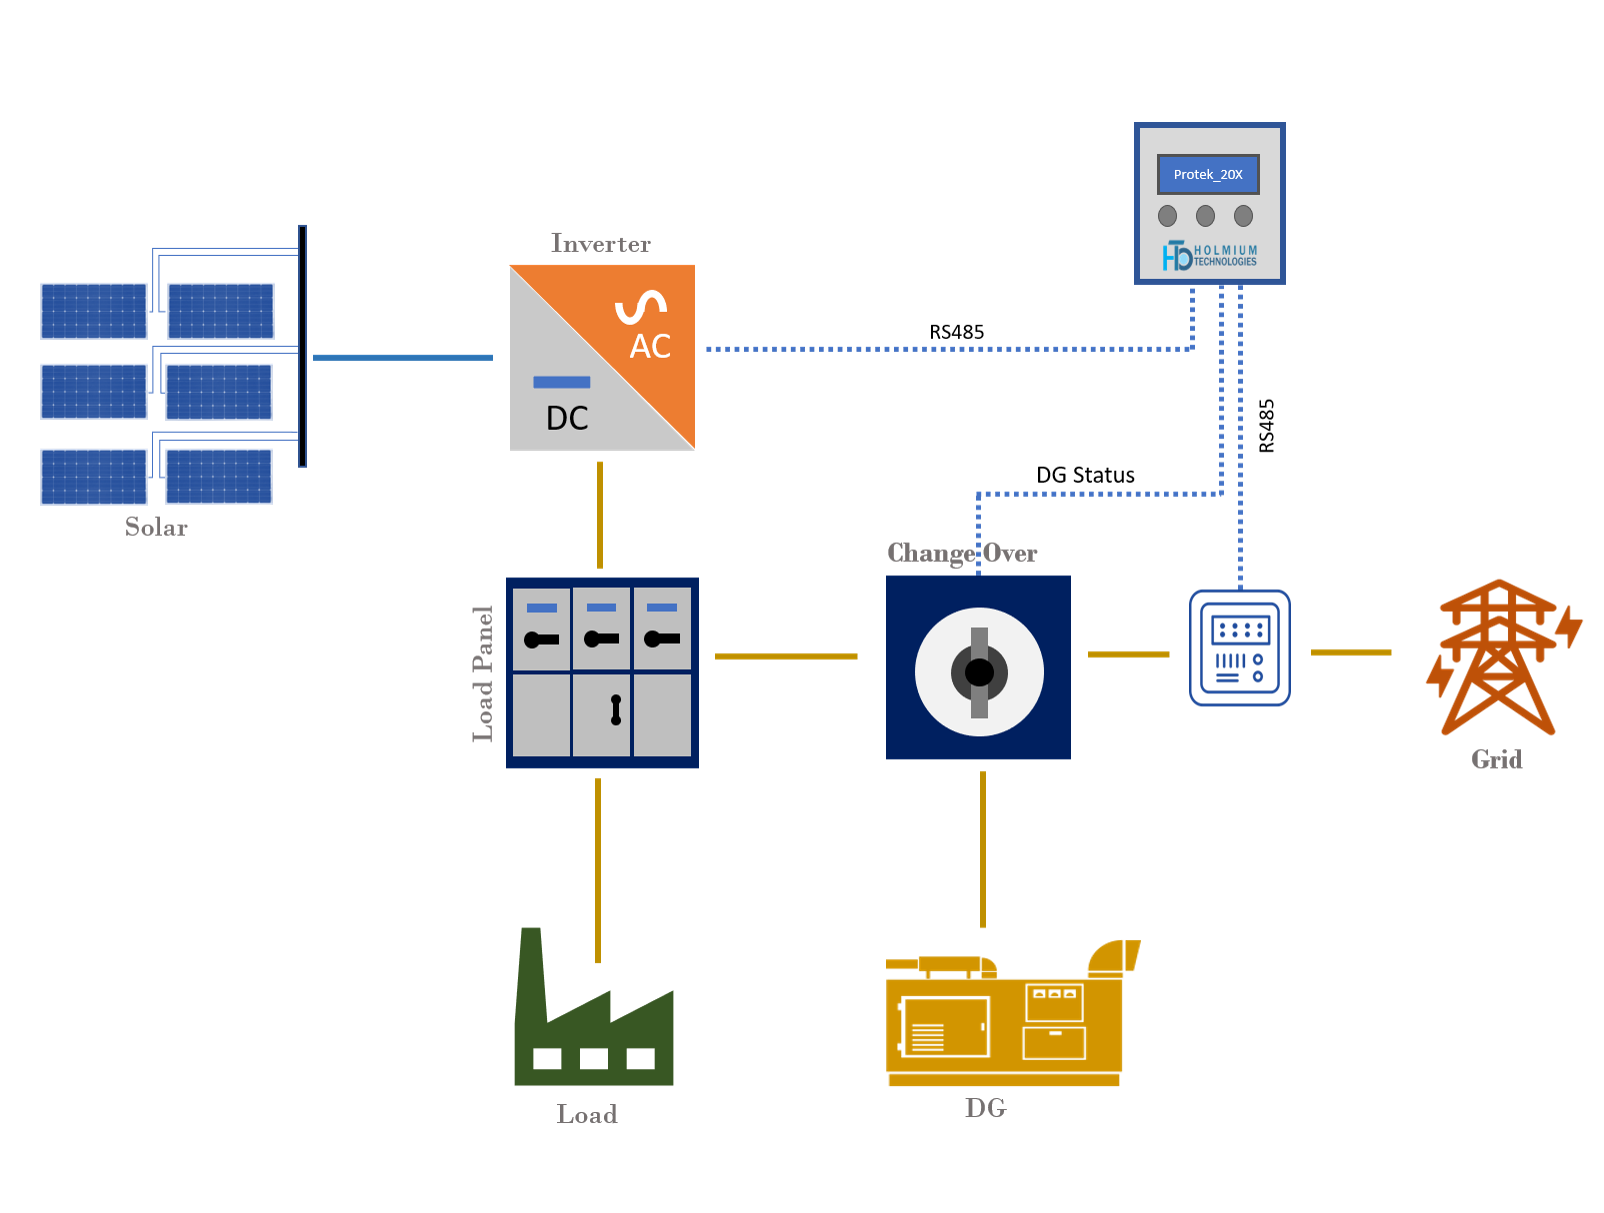 Protek_20X
HOLMIUM
TECHNOLOGIES
Inverter
AC
DC
RS485
RS485
DG Status
Solar
Change Over
Load Panel
Grid
Load
DG